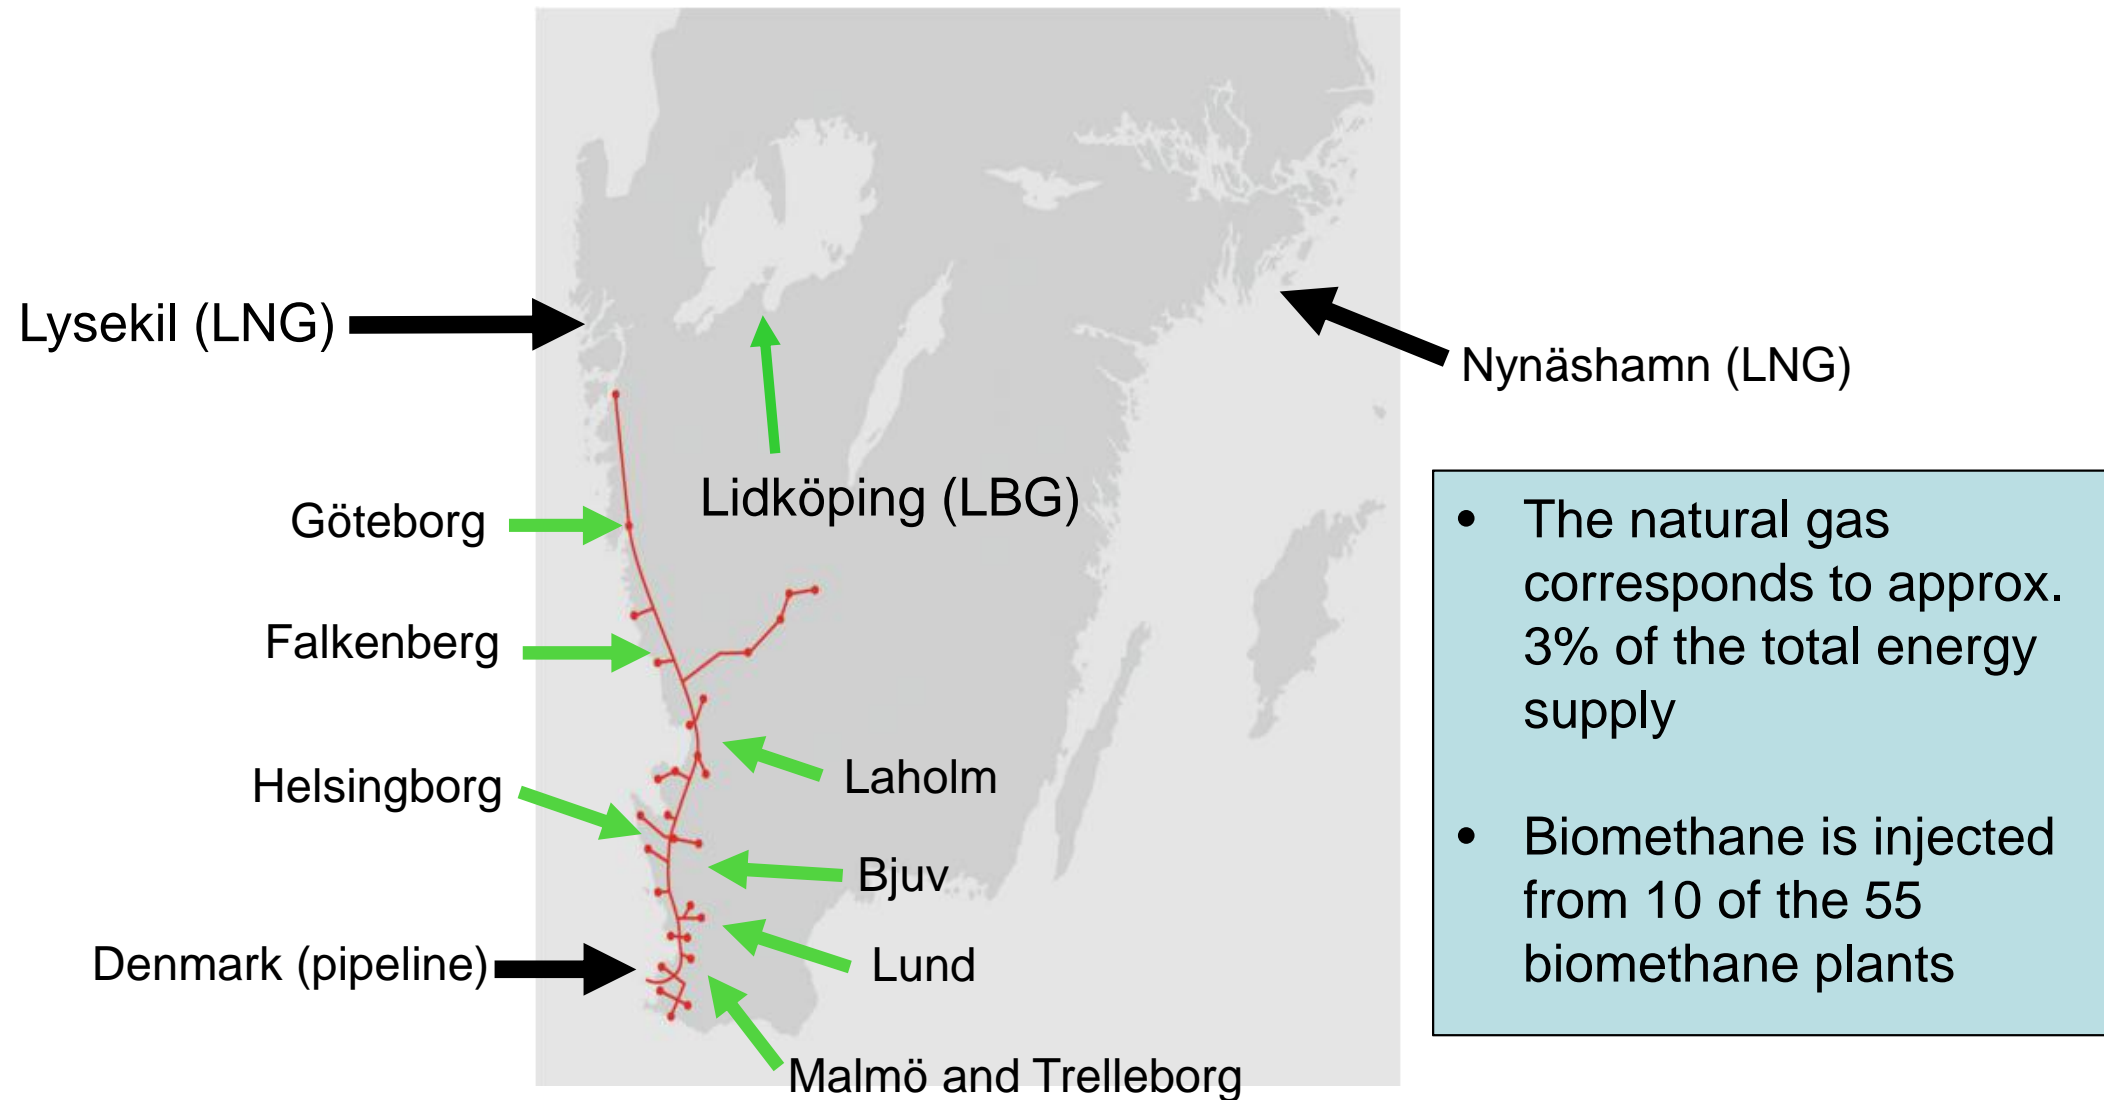 Lysekil (LNG)
Nynäshamn (LNG)
Lidköping (LBG)
Göteborg
Falkenberg
Laholm
Helsingborg
Bjuv
Denmark (pipeline)
Lund
Malmö and Trelleborg
• The natural gas
corresponds to approx.
3% of the total energy
supply
• Biomethane is injected
from 10 of the 55
biomethane plants